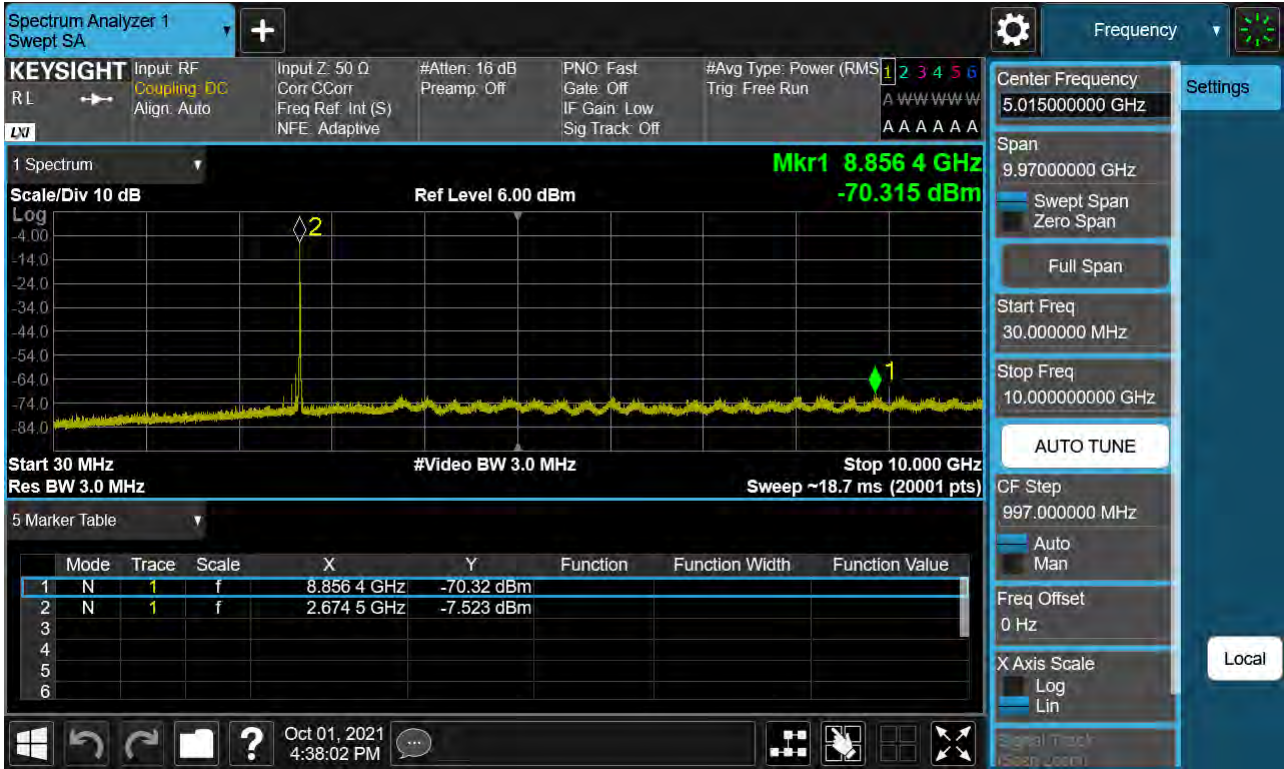 Spectrum Analyzer 1
Swept SA
Frequency
KEYSIGHT
R L
LXI
Input: RF
Coupling: DC
Align: Auto
Input Z: 50 Ω
Corr CCorr
Freq Ref: Int (S)
NFE: Adaptive
#Atten: 16 dB
Preamp: Off
PNO: Fast
Gate: Off
IF Gain: Low
Sig Track: Off
#Avg Type: Power (RMS
Trig: Free Run
1 2 3 4 5 6
A W W W W W
A A A A A A
1 Spectrum
Scale/Div 10 dB
Ref Level 6.00 dBm
Mkr1 8.856 4 GHz
-70.315 dBm
Log
-4.00
-14.0
-24.0
-34.0
-44.0
-54.0
-64.0
-74.0
-84.0
2
1
Start 30 MHz
#Video BW 3.0 MHz
Stop 10.000 GHz
Res BW 3.0 MHz
Sweep ~18.7 ms (20001 pts)
5 Marker Table
Mode Trace Scale X Y Function Function Width Function Value
1 N 1 f 8.856 4 GHz -70.32 dBm
2 N 1 f 2.674 5 GHz -7.523 dBm
3
4
5
6
Oct 01, 2021
4:38:02 PM
Center Frequency
5.015000000 GHz
Settings
Span
9.97000000 GHz
Swept Span
Zero Span
Full Span
Start Freq
30.000000 MHz
Stop Freq
10.000000000 GHz
AUTO TUNE
CF Step
997.000000 MHz
Auto
Man
Freq Offset
0 Hz
X Axis Scale
Log
Lin
Local
Signal Track
(Span Zoom)